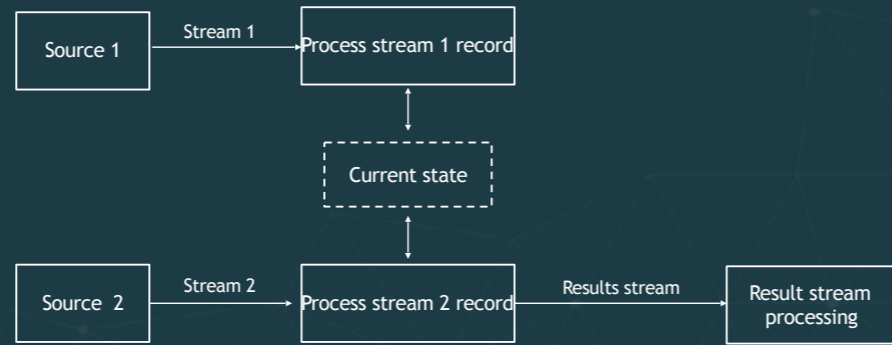 Source 1
Stream 1
Process stream 1 record
Current state
Source 2
Stream 2
Process stream 2 record
Results stream
Result stream
processing